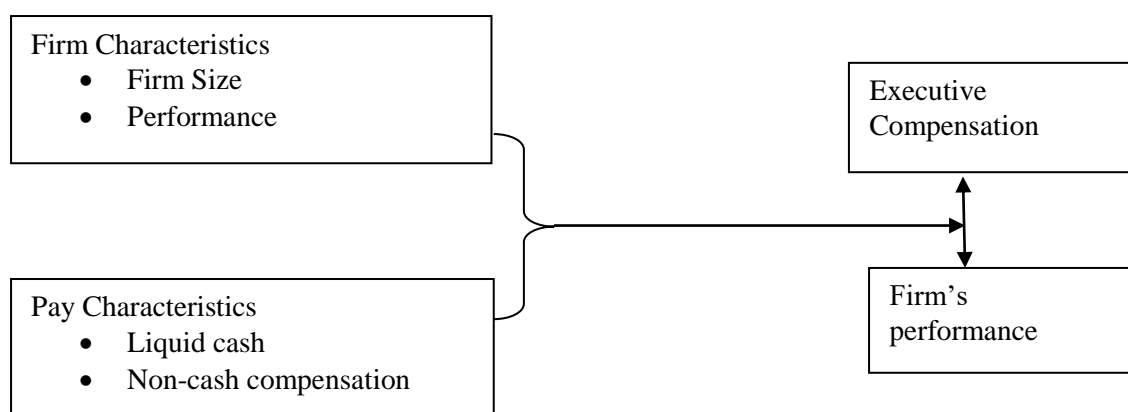 Firm Characteristics
• Firm Size
• Performance
Executive
Compensation
Pay Characteristics
• Liquid cash
• Non-cash compensation
Firm’s
performance